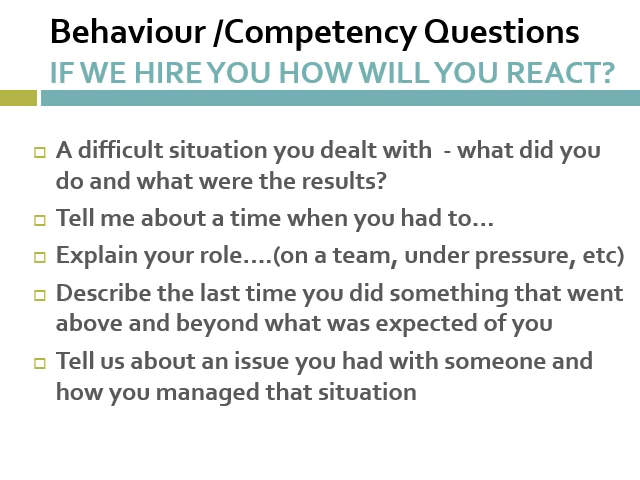 Behaviour /Competency Questions
IF WE HIRE YOU HOW WILL YOU REACT?
A difficult situation you dealt with  - what did you
do and what were the results?
Tell me about a time when you had to…
Explain your role….(on a team, under pressure, etc)
Describe the last time you did something that went
above and beyond what was expected of you
Tell us about an issue you had with someone and
how you managed that situation